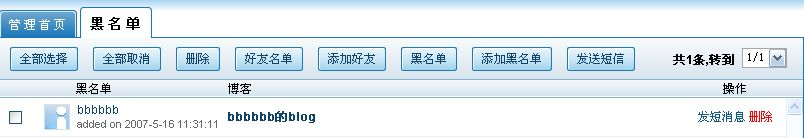 管理首页 黑名单
全部选择 全部取消 删除 好友名单 添加好友 黑名单 添加黑名单 发送短信 共1条,转到 1/1
黑名单 博客 操作
bbbbbb
added on 2007-5-16 11:31:11 bbbbbb的blog 发短消息 删除